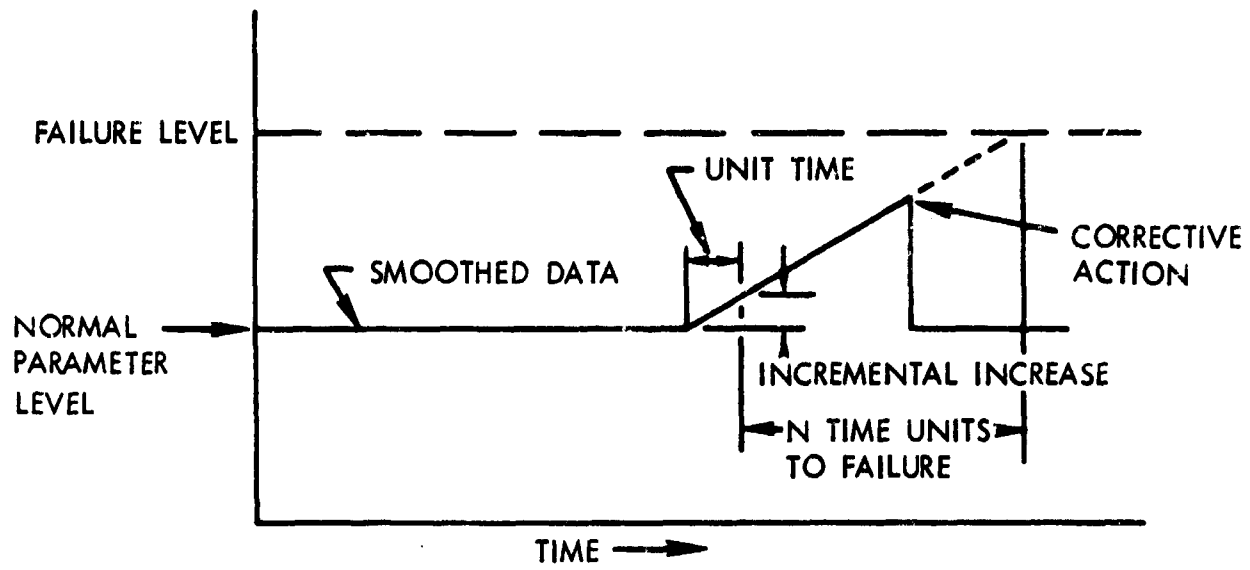 FAILURE LEVEL
UNIT TIME
SMOOTHED DATA
CORRECTIVE
ACTION
NORMAL
PARAMETER
LEVEL
INCREMENTAL INCREASE
N TIME UNITS
TO FAILURE
TIME